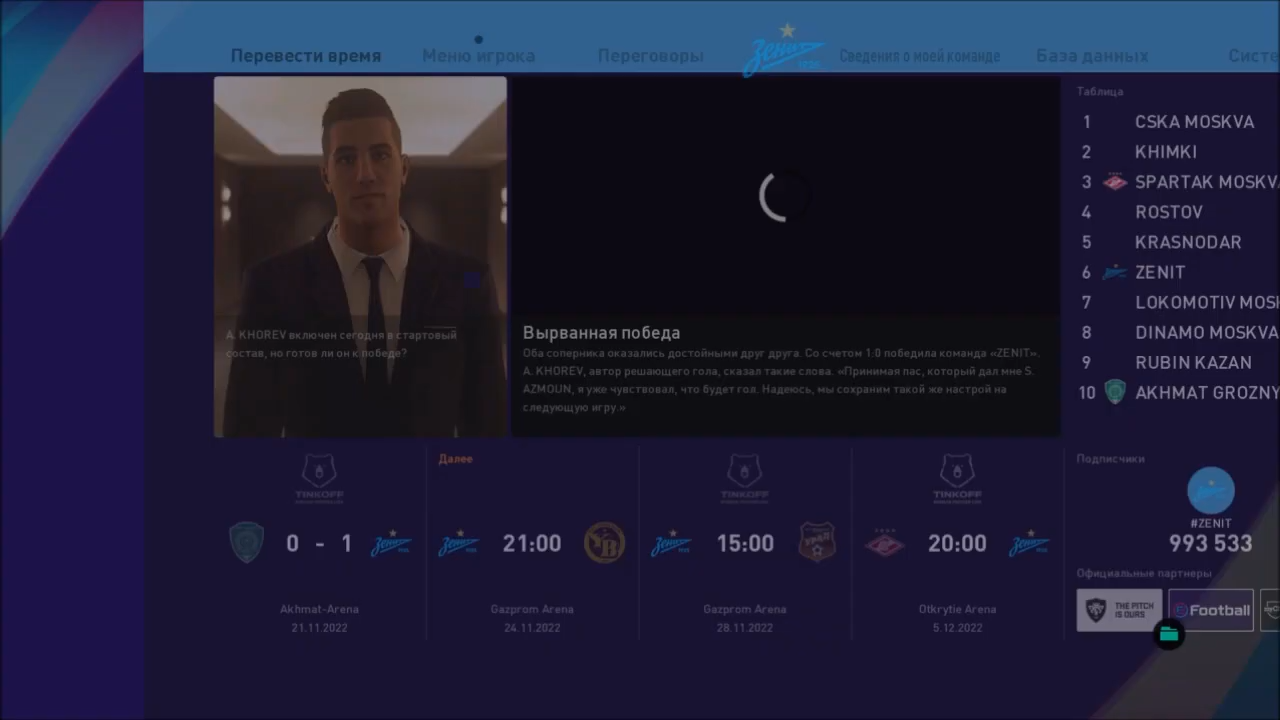 Перевести время
Меню игрока
Переговоры
Зенит
Сведения о моей команде
База данных
Систе
Таблица
1 CSKA MOSKVA
2 KHIMKI
3 SPARTAK MOSKVA
4 ROSTOV
5 KRASNODAR
6 ZENIT
7 LOKOMOTIV MOSK
8 DINAMO MOSKVA
9 RUBIN KAZAN
10 AKHMAT GROZNY
A. KHOREV включен сегодня в стартовый
состав, но готов ли он к победе?
Вырванная победа
Оба соперника оказались достойными друг друга. Со счетом 1:0 победила команда «ZENIT».
A. KHOREV, автор решающего гола, сказал такие слова. «Принимая пас, который дал мне S.
AZMOUN, я уже чувствовал, что будет гол. Надеюсь, мы сохраним такой же настрой на
следующую игру.»
TINKOFF
0 - 1
Akhmat-Arena
21.11.2022
Далее
21:00
Gazprom Arena
24.11.2022
TINKOFF
15:00
Gazprom Arena
28.11.2022
TINKOFF
20:00
Otkrytie Arena
5.12.2022
Подписчики
#ZENIT
993 533
Официальные партнеры
THE PITCH
IS OURS
eFootball